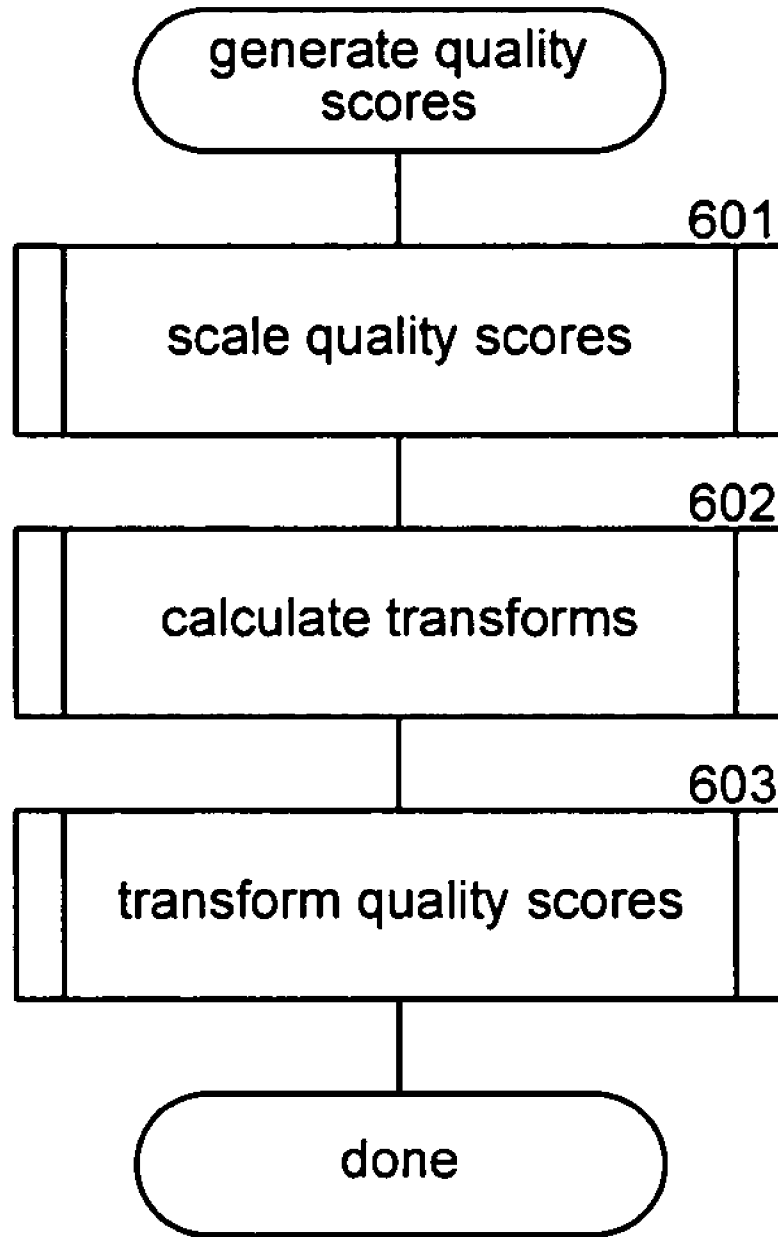 generate quality
scores
601
scale quality scores
602
calculate transforms
603
transform quality scores
done